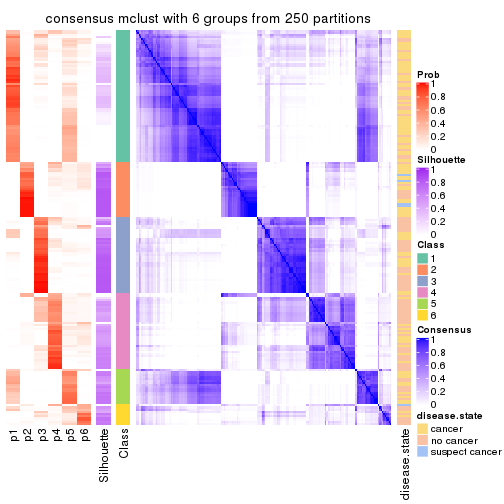 consensus mclust with 6 groups from 250 partitions
Prob
1
0.8
0.6
0.4
0.2
0
Silhouette
1
0.8
0.6
0.4
0.2
0
Class
1
2
3
4
5
6
Consensus
1
0.8
0.6
0.4
0.2
0
disease.state
cancer
no cancer
suspect cancer
p1
p2
p3
p4
p5
p6
Silhouette
Class
disease.state